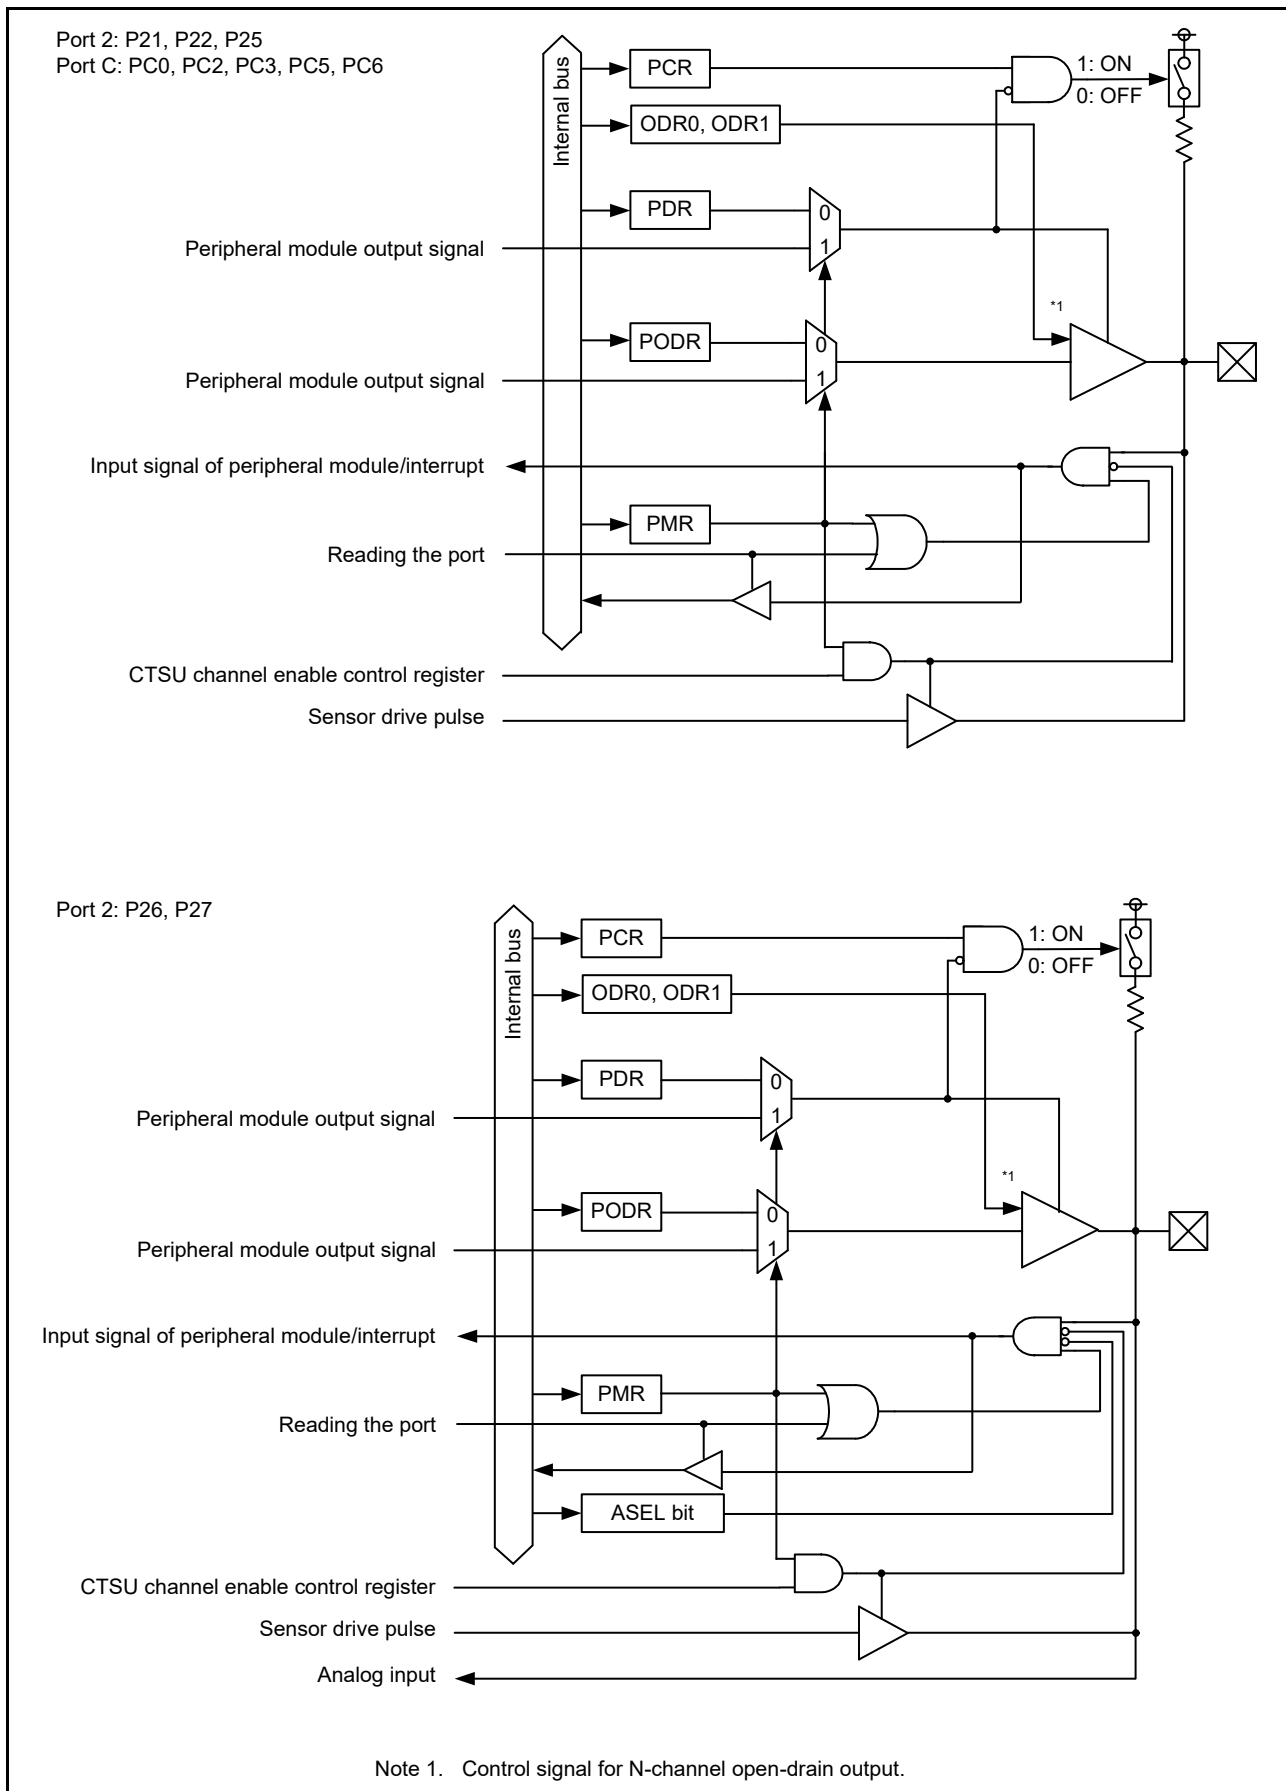 Port 2: P21, P22, P25
Port C: PC0, PC2, PC3, PC5, PC6
Internal bus
PCR
1: ON
0: OFF
ODR0, ODR1
PDR
0
Peripheral module output signal
1
*1
PODR
0
Peripheral module output signal
1
Input signal of peripheral module/interrupt
PMR
Reading the port
CTSU channel enable control register
Sensor drive pulse
Port 2: P26, P27
Internal bus
PCR
1: ON
0: OFF
ODR0, ODR1
PDR
0
Peripheral module output signal
1
*1
PODR
0
Peripheral module output signal
1
Input signal of peripheral module/interrupt
PMR
Reading the port
ASEL bit
CTSU channel enable control register
Sensor drive pulse
Analog input
Note 1. Control signal for N-channel open-drain output.